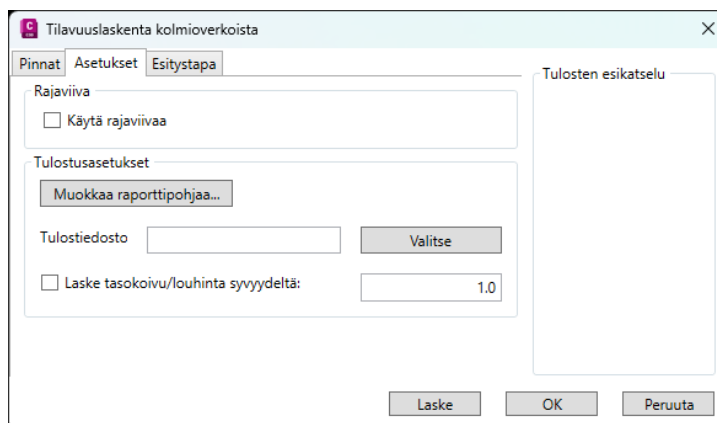 Tilavuuslaskenta kolmioverkoista
Pinnat Asetukset Esitystapa
Rajaviiva
Käytä rajaviivaa
Tulostusasetukset
Muokkaa raporttipohjaa...
Tulostiedosto Valitse
Laske tasokoivu/louhinta syvyydeltä: 1.0
Tulosten esikatselu
Laske OK Peruuta